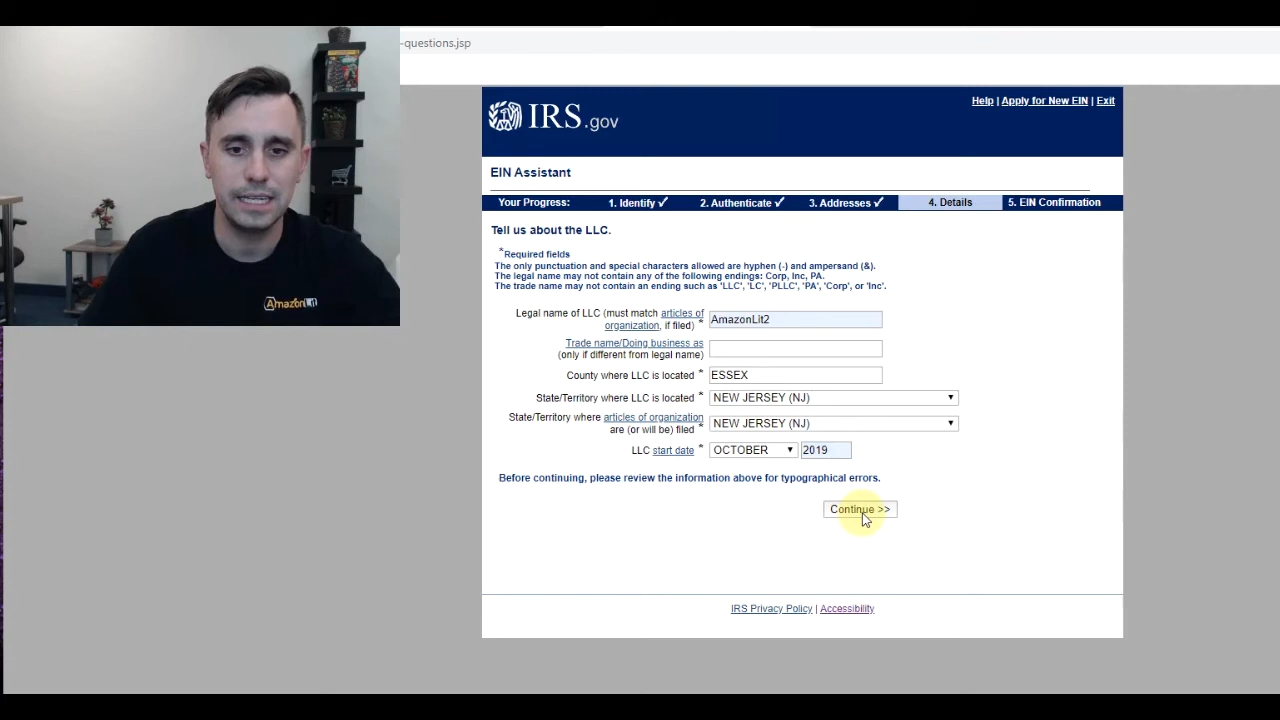 -questions.jsp
IRS.gov
Help | Apply for New EIN | Exit
EIN Assistant
Your Progress: 1. Identify ✓ 2. Authenticate ✓ 3. Addresses ✓ 4. Details 5. EIN Confirmation
Tell us about the LLC.
*Required fields
The only punctuation and special characters allowed are hyphen (-) and ampersand (&).
The legal name may not contain any of the following endings: Corp, Inc, PA.
The trade name may not contain an ending such as 'LLC', 'LC', 'PLLC', 'PA', 'Corp', or 'Inc'.
Legal name of LLC (must match articles of
organization, if filed) * AmazonLit2
Trade name/Doing business as
(only if different from legal name)
County where LLC is located * ESSEX
State/Territory where LLC is located * NEW JERSEY (NJ)
State/Territory where articles of organization
are (or will be) filed * NEW JERSEY (NJ)
LLC start date * OCTOBER 2019
Before continuing, please review the information above for typographical errors.
Continue >>
IRS Privacy Policy | Accessibility
AmazonLit